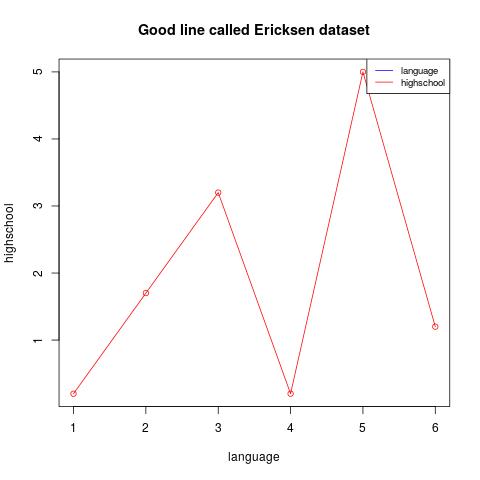 Good line called Ericksen dataset
language
highschool
5
4
3
2
1
highschool
1 2 3 4 5 6
language